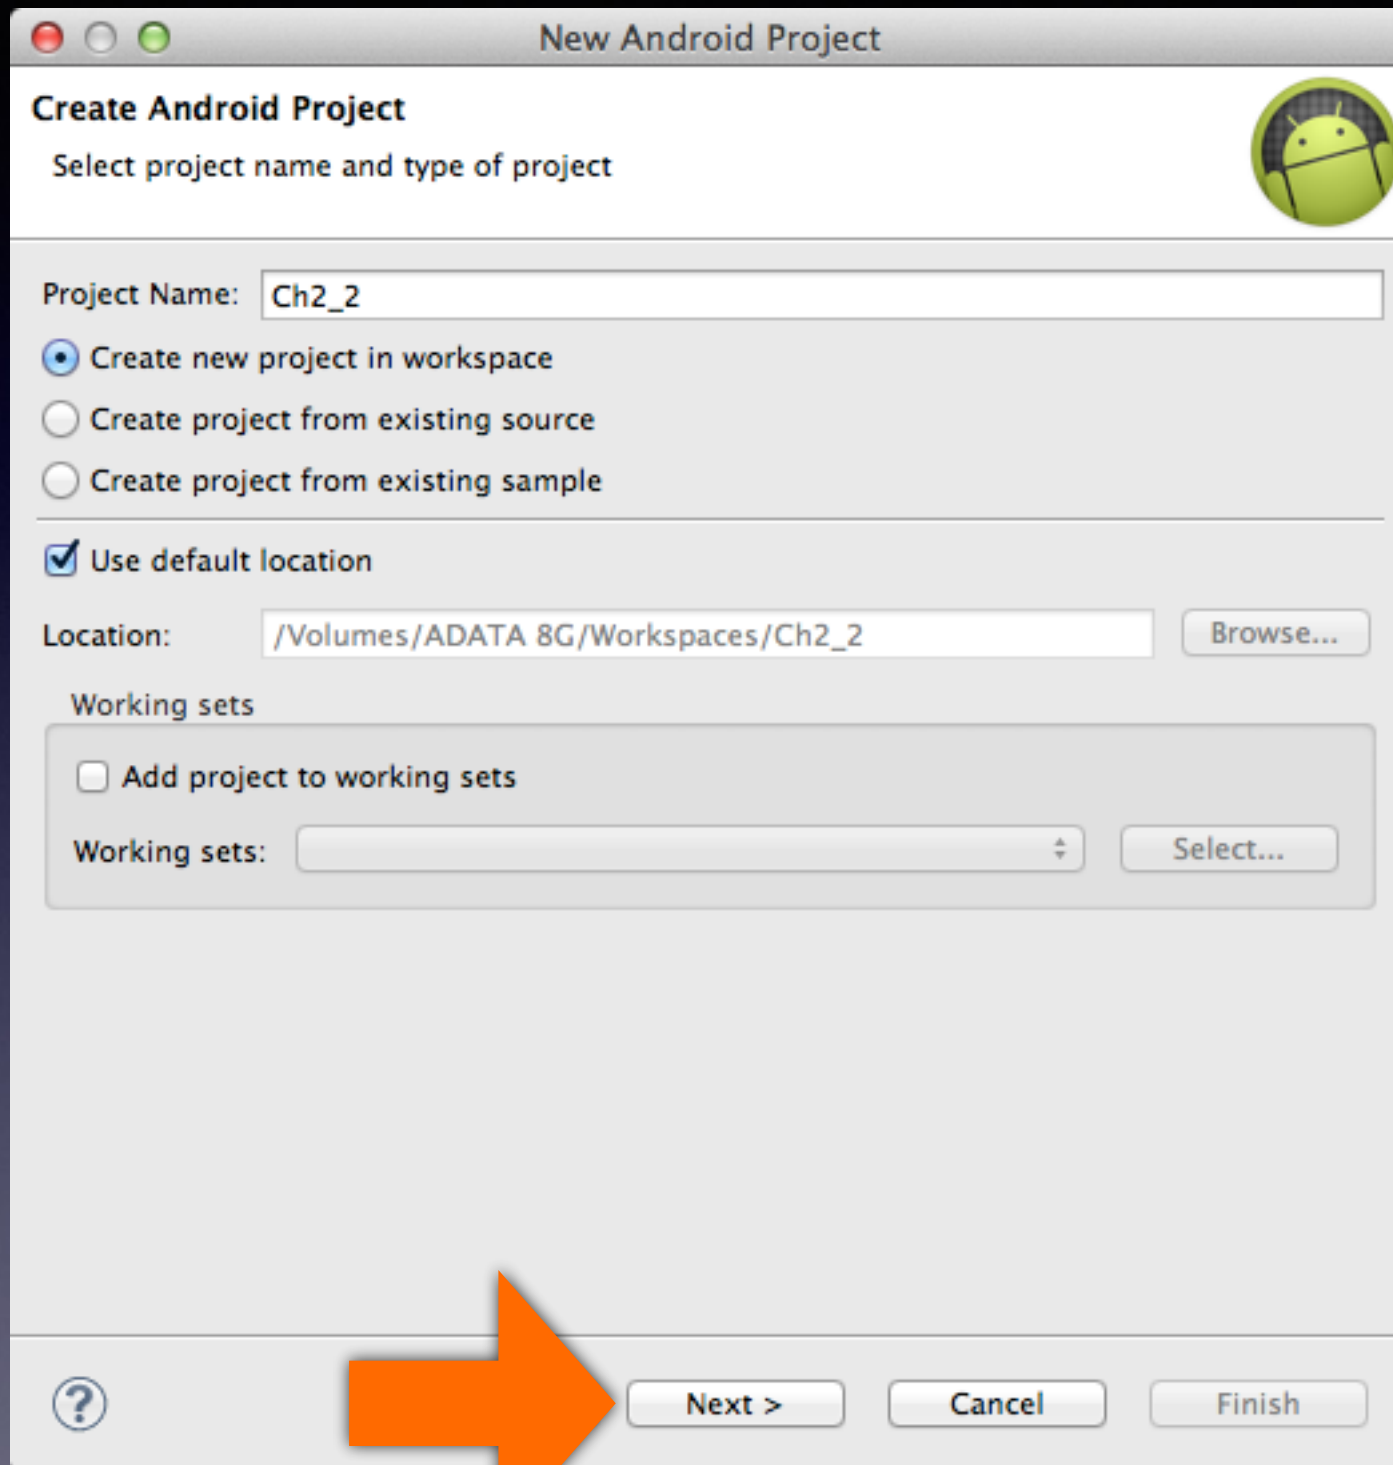 New Android Project
Create Android Project
Select project name and type of project
Project Name: Ch2_2
Create new project in workspace
Create project from existing source
Create project from existing sample
Use default location
Location: /Volumes/ADATA 8G/Workspaces/Ch2_2 Browse...
Working sets
Add project to working sets
Working sets: Select...
? Next > Cancel Finish